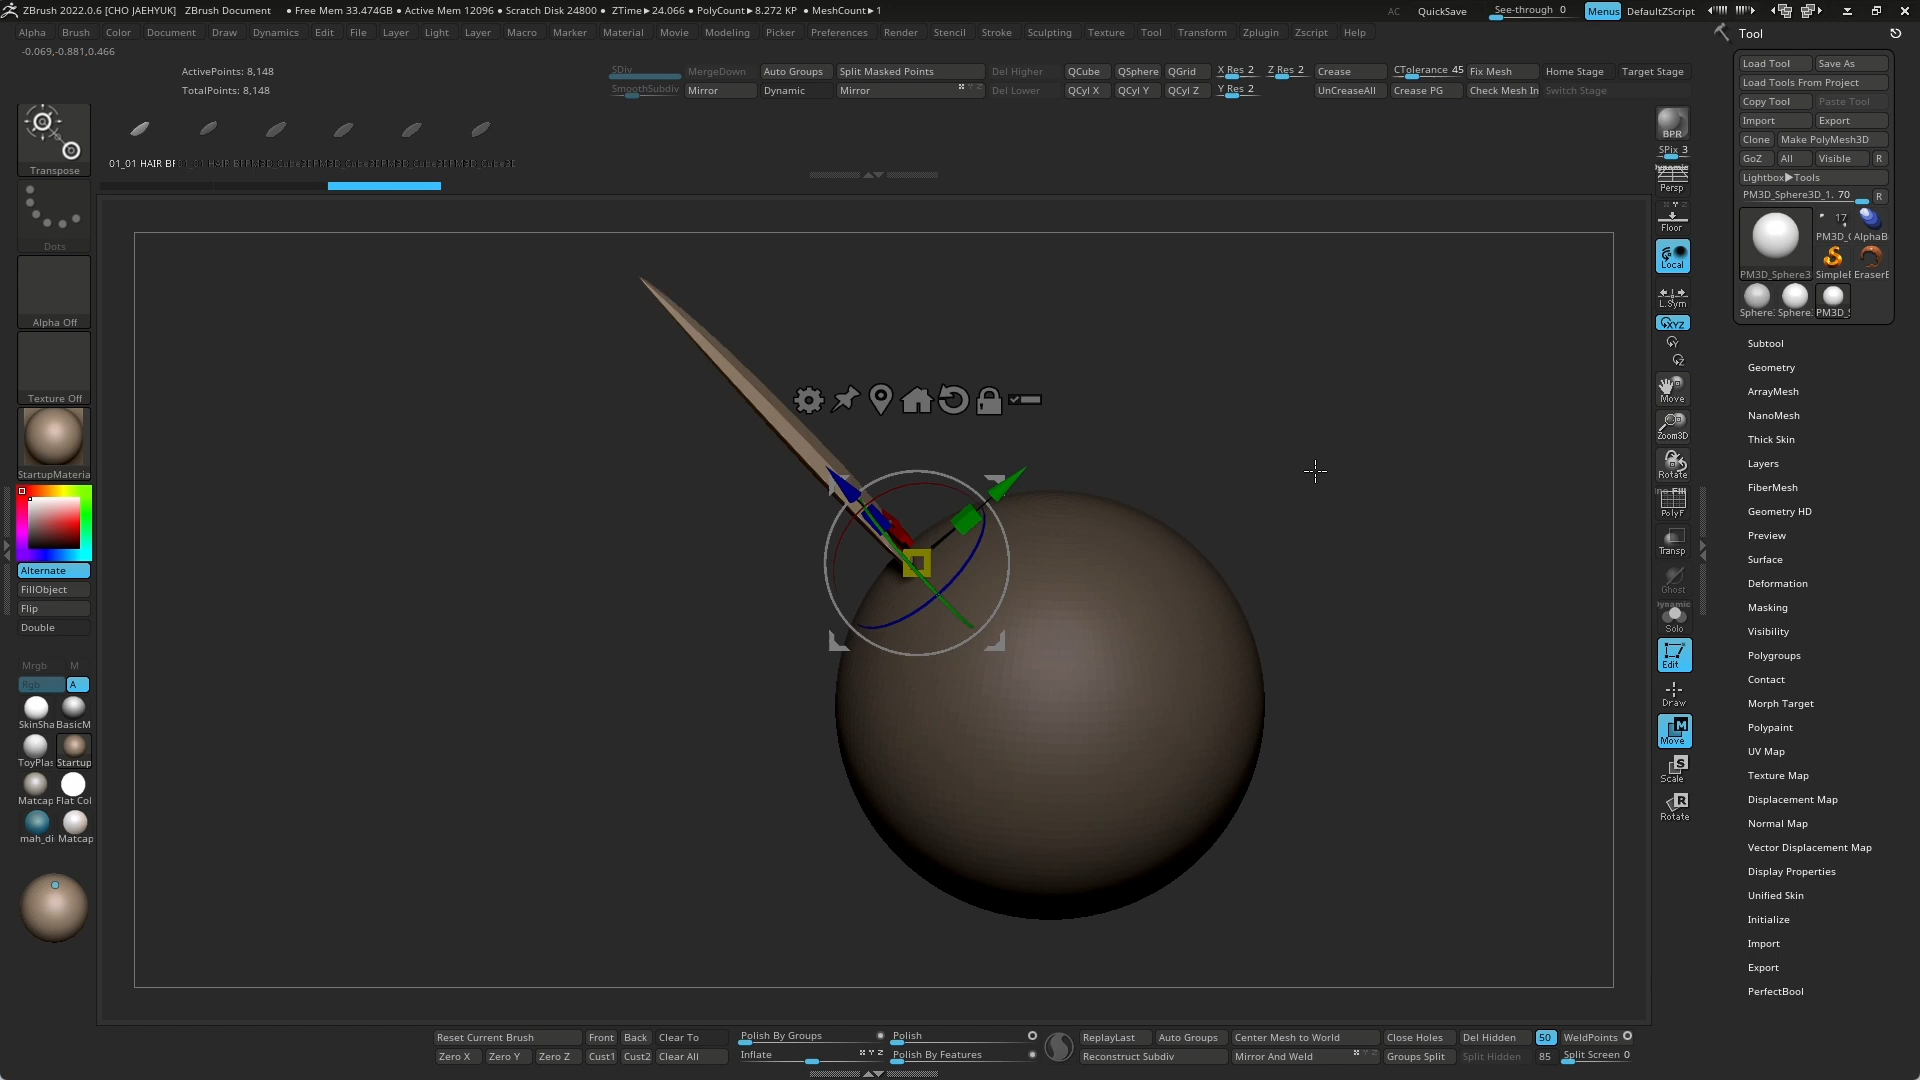 ZBrush 2022.0.6 [CHO JAEHYUK] ZBrush Document ● Free Mem 33.474GB ● Active Mem 12096 ● Scratch Disk 24800 ● ZTime►24.066 ● PolyCount►8.272 KP ● MeshCount►1
AC QuickSave See-through 0 Menus DefaultZScript
Alpha Brush Color Document Draw Dynamics Edit File Layer Light Layer Macro Marker Material Movie Modeling Picker Preferences Render Stencil Stroke Sculpting Texture Tool Transform Zplugin Zscript Help
Tool
-0.069,-0.881,0.466
ActivePoints: 8,148
TotalPoints: 8,148
SDiv MergeDown Auto Groups Split Masked Points Del Higher QCube QSphere QGrid X Res 2 Z Res 2 Crease CTolerance 45 Fix Mesh Home Stage Target Stage
SmoothSubdiv Mirror Dynamic Mirror Del Lower QCyl X QCyl Y QCyl Z Y Res 2 UnCreaseAll Crease PG Check Mesh In Switch Stage
Load Tool Save As
Load Tools From Project
Copy Tool Paste Tool
Import Export
Clone Make PolyMesh3D
GoZ All Visible R
Lightbox►Tools
PM3D_Sphere3D_1. 70 R
17
PM3D_( AlphaB
PM3D_Sphere3 SimpleE EraserE
Sphere: Sphere: PM3D_S
Subtool
Geometry
ArrayMesh
NanoMesh
Thick Skin
Layers
FiberMesh
Geometry HD
Preview
Surface
Deformation
Masking
Visibility
Polygroups
Contact
Morph Target
Polypaint
UV Map
Texture Map
Displacement Map
Normal Map
Vector Displacement Map
Display Properties
Unified Skin
Initialize
Import
Export
PerfectBool
Transpose
Dots
Alpha Off
Texture Off
StartupMateria
Alternate
FillObject
Flip
Double
Mrgb M
Rgb A
SkinSha BasicM
ToyPlas Startup
Matcap Flat Col
mah_di Matcap
01_01 HAIR BF
BPR
SPix 3
Dynamic
Persp
Floor
Local
L.Sym
XYZ
Y
Z
Move
Zoom3D
Rotate
PolyF
Transp
Ghost
Dynamic
Solo
Edit
Draw
M
Move
S
Scale
R
Rotate
Reset Current Brush Front Back Clear To Polish By Groups Polish ReplayLast Auto Groups Center Mesh to World Close Holes Del Hidden 50 WeldPoints
Zero X Zero Y Zero Z Cust1 Cust2 Clear All Inflate Polish By Features Reconstruct Subdiv Mirror And Weld Groups Split Split Hidden 85 Split Screen 0